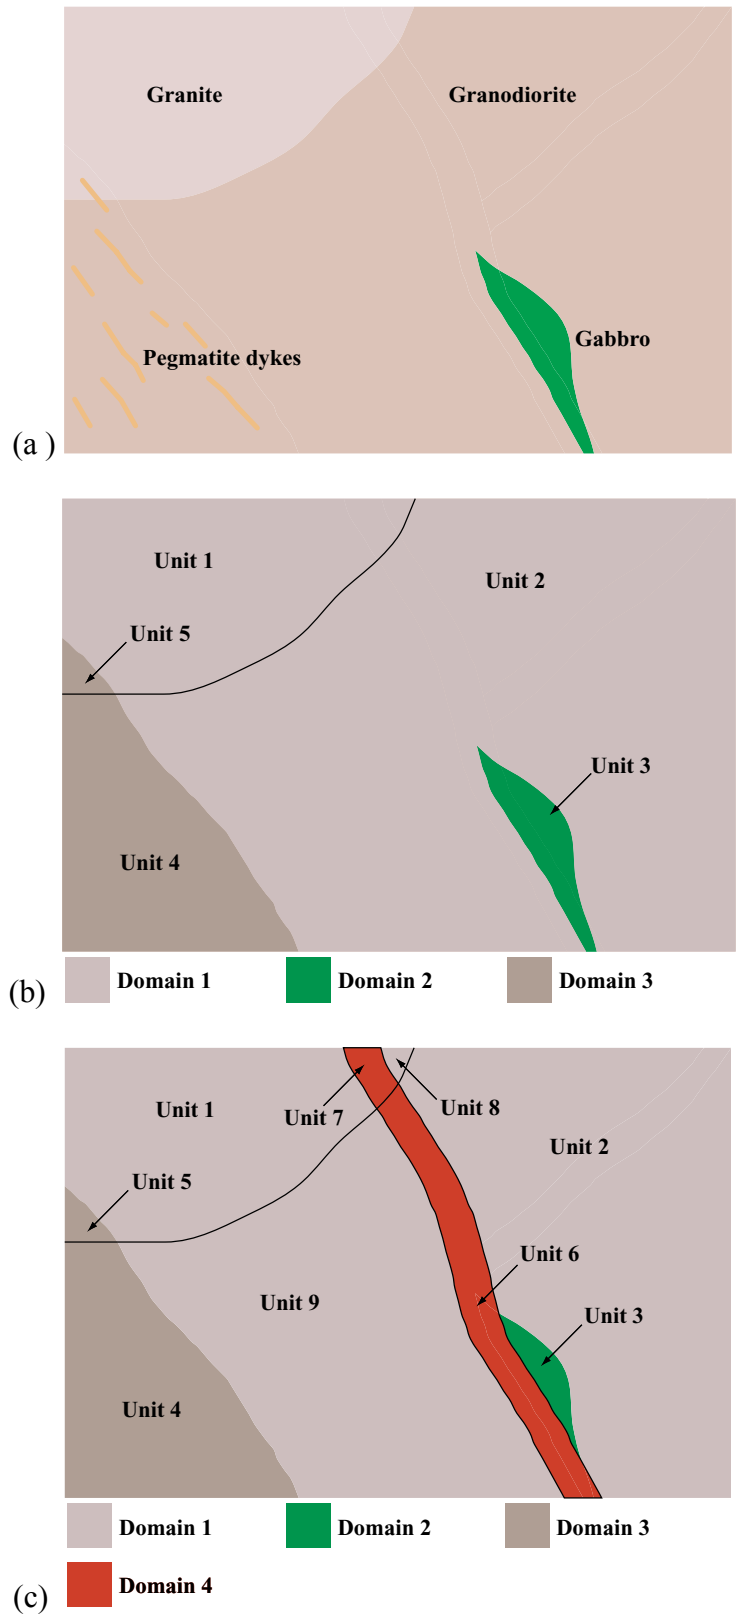 Granite
Granodiorite
Gabbro
Pegmatite dykes
(a )
Unit 1
Unit 2
Unit 5
Unit 3
Unit 4
(b)
Domain 1
Domain 2
Domain 3
Unit 1
Unit 7
Unit 8
Unit 2
Unit 5
Unit 6
Unit 9
Unit 3
Unit 4
Domain 1
Domain 2
Domain 3
(c)
Domain 4